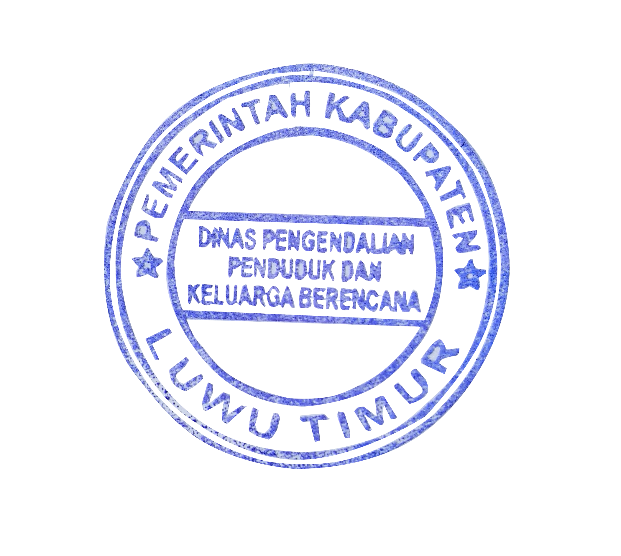 PEMERINTAH KABUPATEN
DINAS PENGENDALIAN
PENDUDUK DAN
KELUARGA BERENCANA
LUWU TIMUR